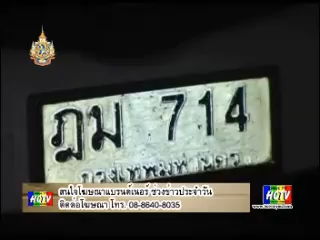 ฎม 714
กรุงเทพมหานคร
สนใจโฆษณาแบรนด์เนอร์ ช่วงข่าวประจำวัน
ติดต่อโฆษณา โทร. 08-8640-8035
HQTV
HQTV